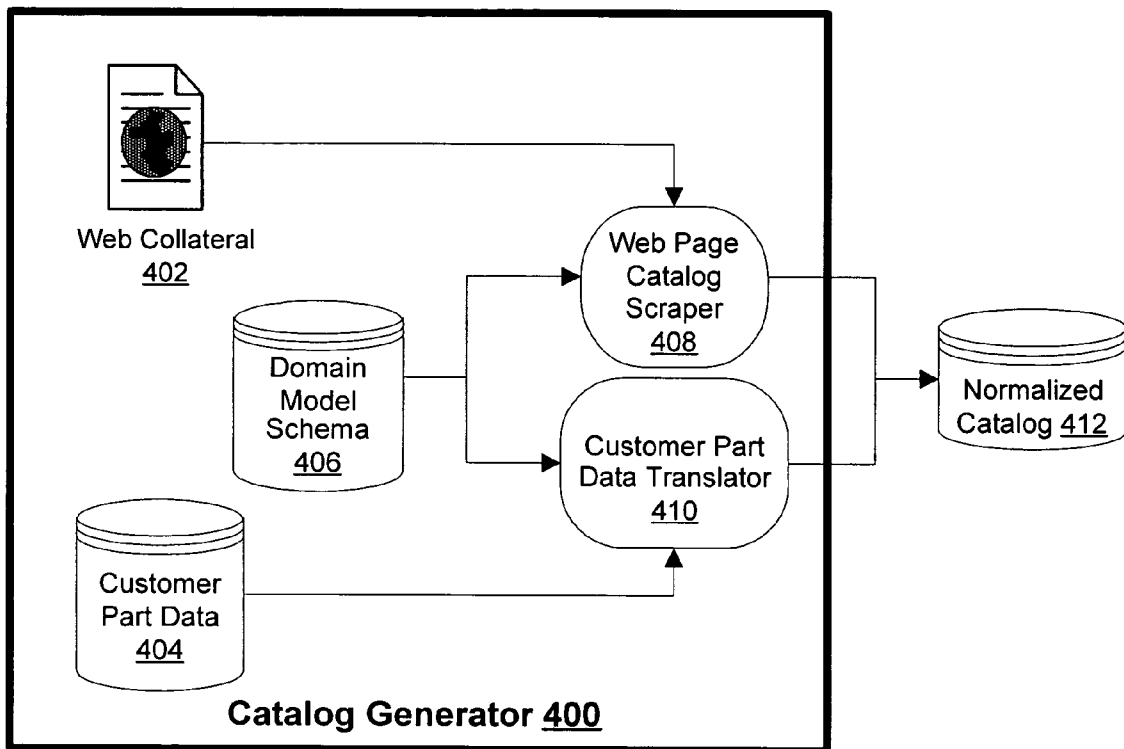 Web Collateral
402
Web Page
Catalog
Scraper
408
Domain
Model
Schema
406
Normalized
Catalog 412
Customer Part
Data Translator
410
Customer
Part Data
404
Catalog Generator 400